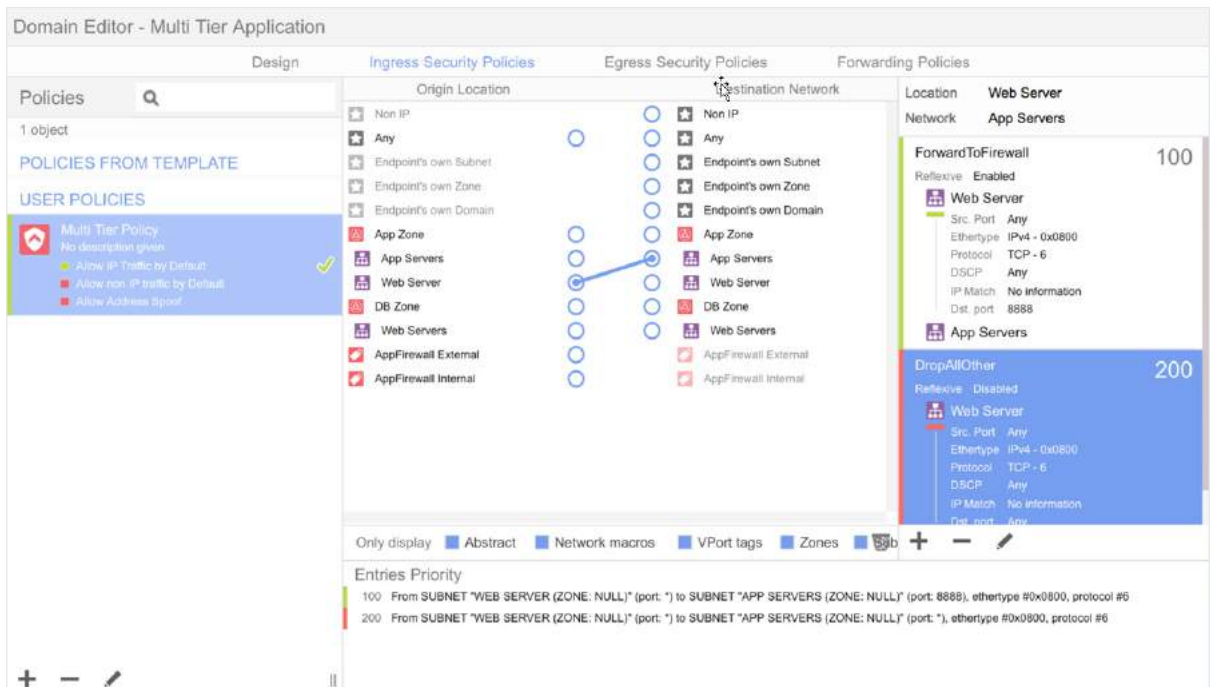 Domain Editor - Multi Tier Application
Design
Ingress Security Policies
Egress Security Policies
Forwarding Policies
Policies
1 object
POLICIES FROM TEMPLATE
USER POLICIES
Multi Tier Policy
No description given
Allow IP Traffic by Default
Allow non IP traffic by Default
Allow Address Spoof
Origin Location
Destination Network
Non IP
Non IP
Any
Any
Endpoint's own Subnet
Endpoint's own Subnet
Endpoint's own Zone
Endpoint's own Zone
Endpoint's own Domain
Endpoint's own Domain
App Zone
App Zone
App Servers
App Servers
Web Server
Web Server
DB Zone
DB Zone
Web Servers
Web Servers
AppFirewall External
AppFirewall External
AppFirewall Internal
AppFirewall Internal
Only display
Abstract
Network macros
VPort tags
Zones
Location Web Server
Network App Servers
ForwardToFirewall 100
Reflexive Enabled
Web Server
Src. Port Any
Ethertype IPv4 - 0x0800
Protocol TCP - 6
DSCP Any
IP Match No information
Dst. port 8888
App Servers
DropAllOther 200
Reflexive Disabled
Web Server
Src. Port Any
Ethertype IPv4 - 0x0800
Protocol TCP - 6
DSCP Any
IP Match No information
Dst. port Any
Entries Priority
100 From SUBNET "WEB SERVER (ZONE: NULL)" (port: *) to SUBNET "APP SERVERS (ZONE: NULL)" (port: 8888), ethertype #0x0800, protocol #6
200 From SUBNET "WEB SERVER (ZONE: NULL)" (port: *) to SUBNET "APP SERVERS (ZONE: NULL)" (port: *), ethertype #0x0800, protocol #6